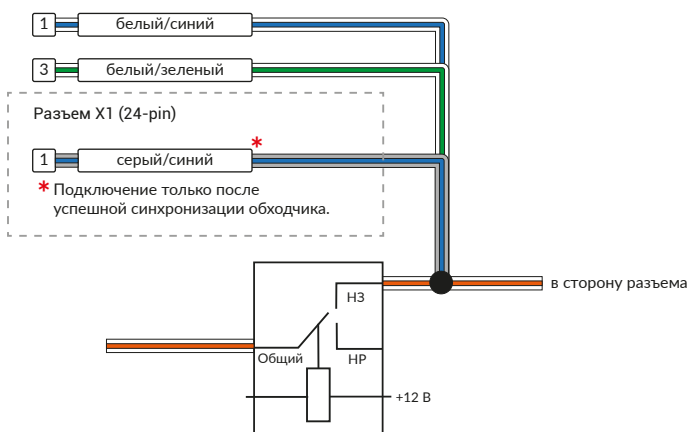 1 белый/синий
3 белый/зеленый
Разъем X1 (24-pin)
1 серый/синий *
* Подключение только после
успешной синхронизации обходчика.
в сторону разъема
НЗ
Общий НР
+12 В